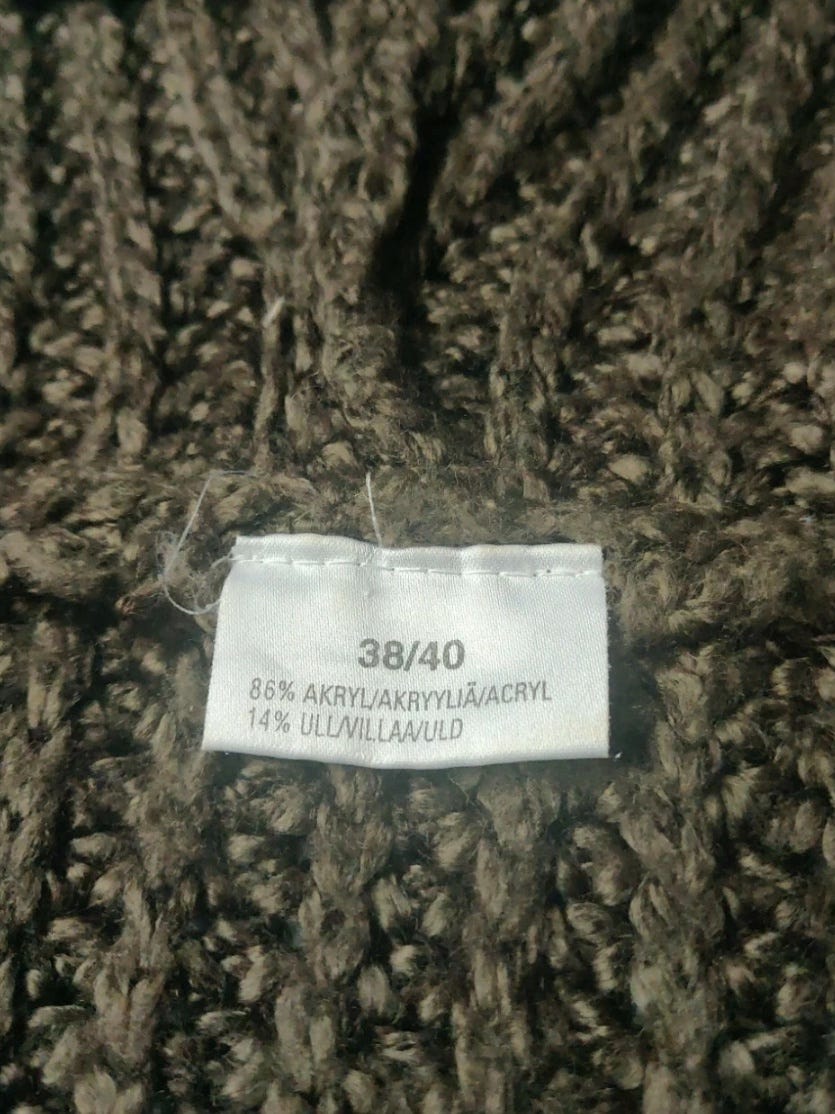 38/40
86% AKRYL/AKRYYLIÄ/ACRYL
14% ULL/VILLAA/ULD